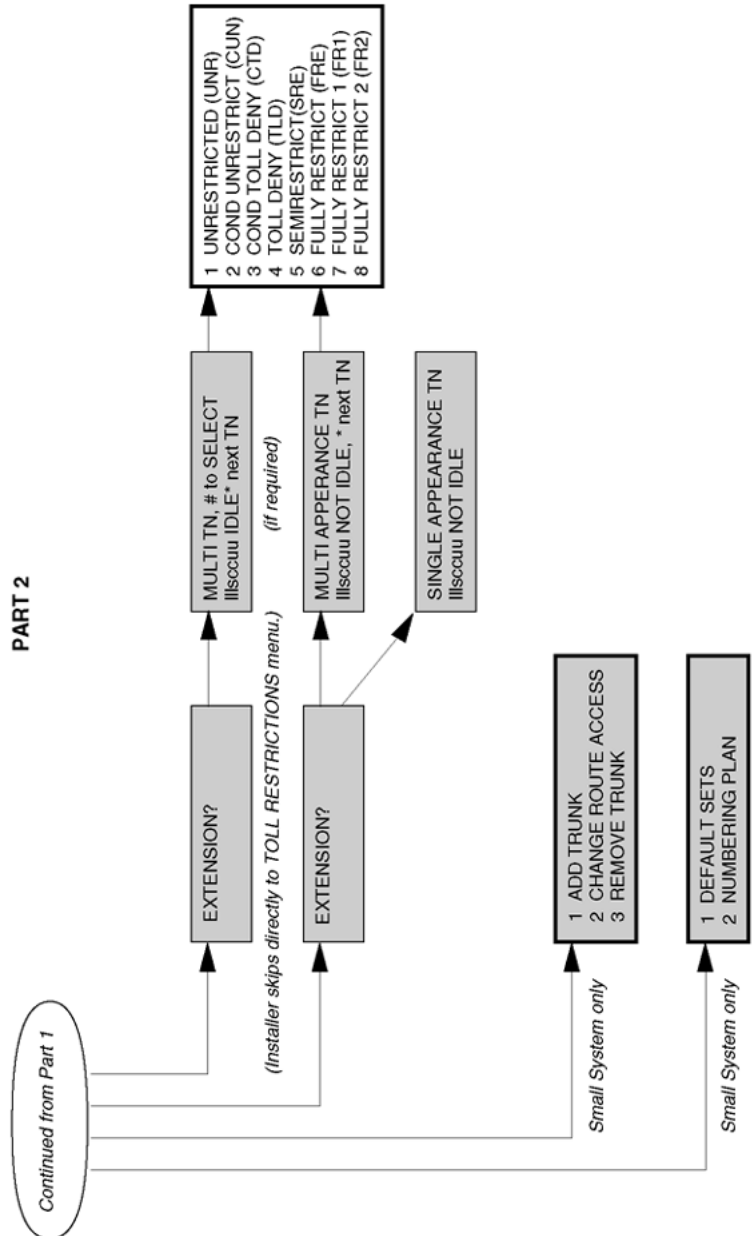 PART 2
Continued from Part 1
EXTENSION?
MULTI TN, # to SELECT
lllsccuu IDLE* next TN
1 UNRESTRICTED (UNR)
2 COND UNRESTRICT (CUN)
3 COND TOLL DENY (CTD)
4 TOLL DENY (TLD)
5 SEMIRESTRICT(SRE)
6 FULLY RESTRICT (FRE)
7 FULLY RESTRICT 1 (FR1)
8 FULLY RESTRICT 2 (FR2)
(Installer skips directly to TOLL RESTRICTIONS menu.)
(if required)
EXTENSION?
MULTI APPERANCE TN
lllsccuu NOT IDLE, * next TN
SINGLE APPEARANCE TN
lllsccuu NOT IDLE
1 ADD TRUNK
2 CHANGE ROUTE ACCESS
3 REMOVE TRUNK
Small System only
1 DEFAULT SETS
2 NUMBERING PLAN
Small System only